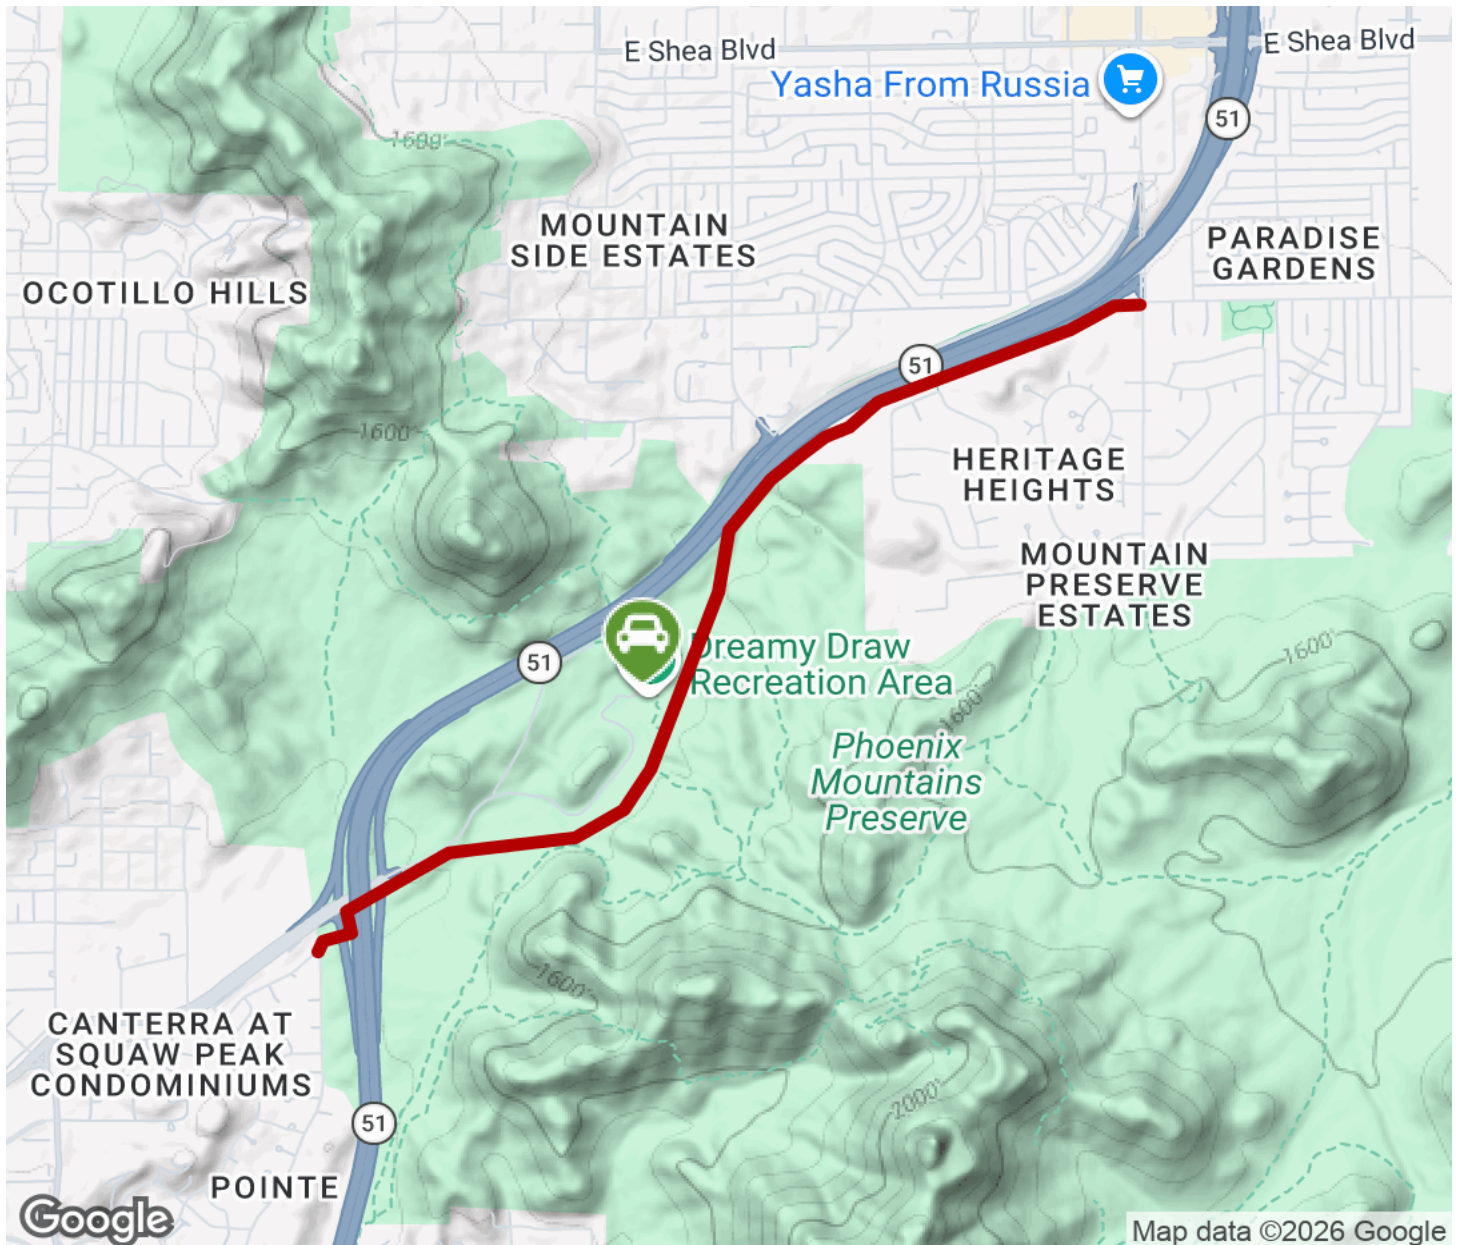 E Shea Blvd
E Shea Blvd
Yasha From Russia
51
1600'
MOUNTAIN
SIDE ESTATES
PARADISE
GARDENS
OCOTILLO HILLS
51
1600'
HERITAGE
HEIGHTS
MOUNTAIN
PRESERVE
ESTATES
51
Dreamy Draw
Recreation Area
1600'
1600'
Phoenix
Mountains
Preserve
1600'
CANTERRA AT
SQUAW PEAK
CONDOMINIUMS
2000'
51
POINTE
Google
Map data ©2026 Google